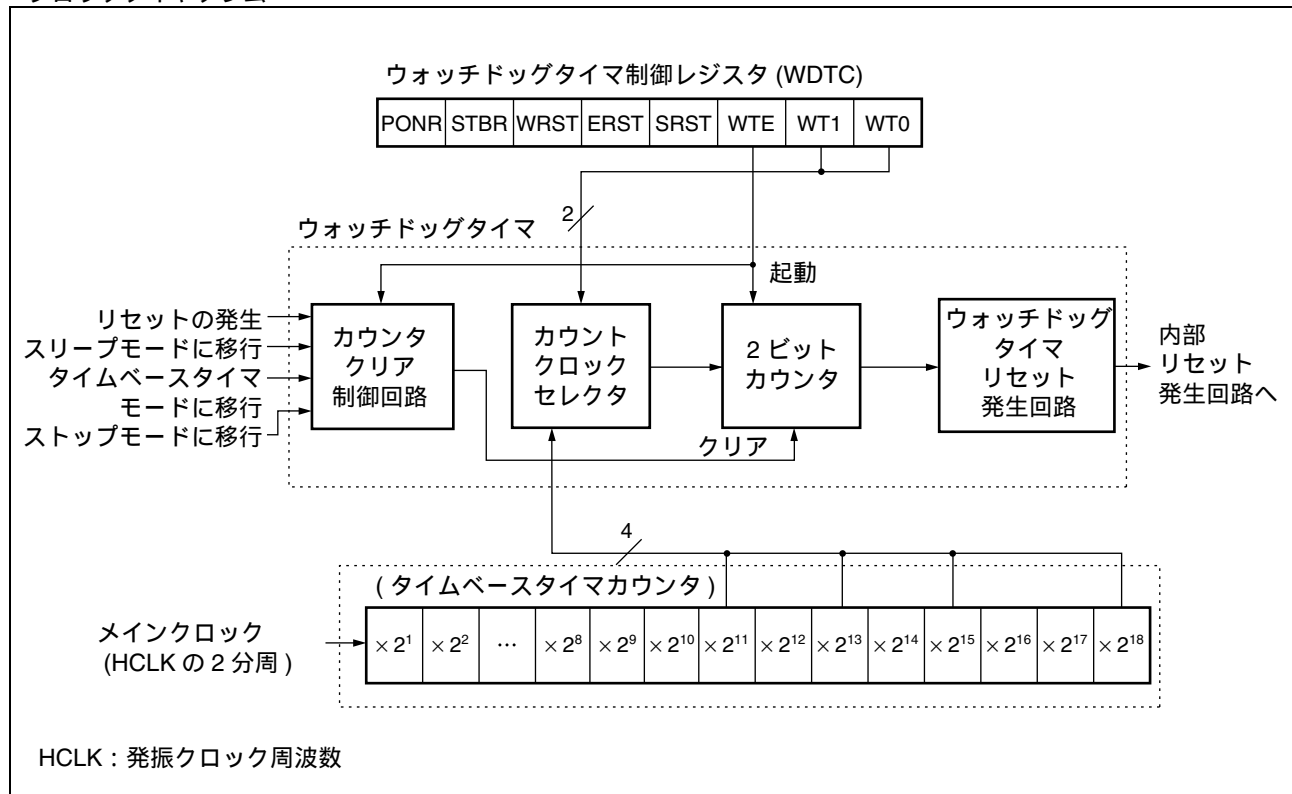 ウォッチドッグタイマ制御レジスタ (WDTC)
PONR STBR WRST ERST SRST WTE WT1 WT0
2
ウォッチドッグタイマ
起動
リセットの発生
スリープモードに移行
タイムベースタイマ
モードに移行
ストップモードに移行
カウンタ
クリア
制御回路
カウント
クロック
セレクタ
2 ビット
カウンタ
ウォッチドッグ
タイマ
リセット
発生回路
内部
リセット
発生回路へ
クリア
4
( タイムベースタイマカウンタ )
メインクロック
(HCLK の 2 分周 )
×2¹ ×2² … ×2⁸ ×2⁹ ×2¹⁰ ×2¹¹ ×2¹² ×2¹³ ×2¹⁴ ×2¹⁵ ×2¹⁶ ×2¹⁷ ×2¹⁸
HCLK : 発振クロック周波数